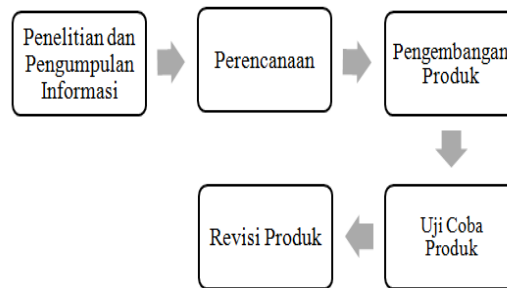 Penelitian dan
Pengumpulan
Informasi
Perencanaan
Pengembangan
Produk
Uji Coba
Produk
Revisi Produk